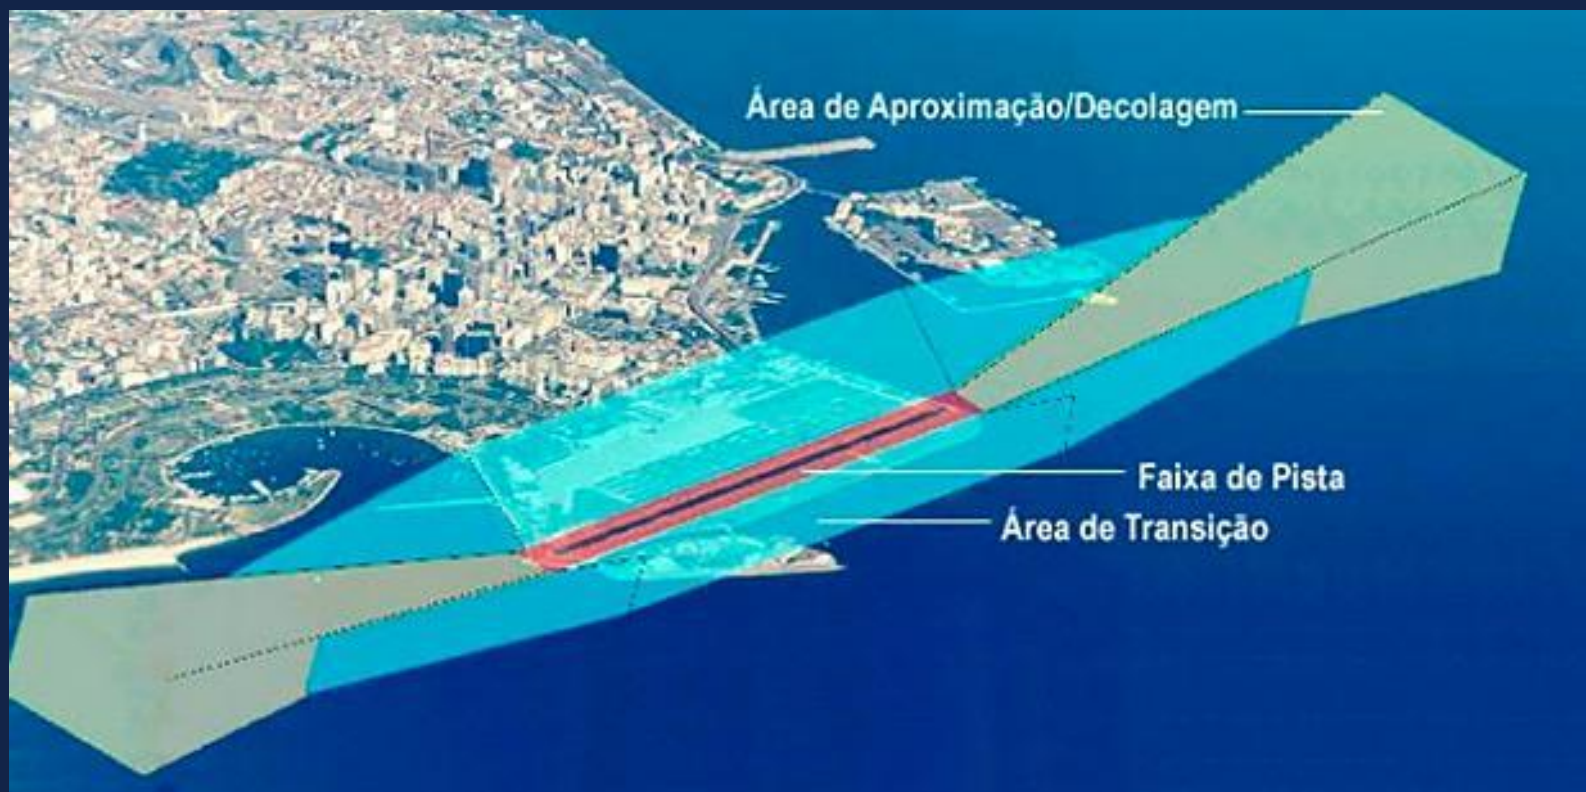 Área de Aproximação/Decolagem
Faixa de Pista
Área de Transição